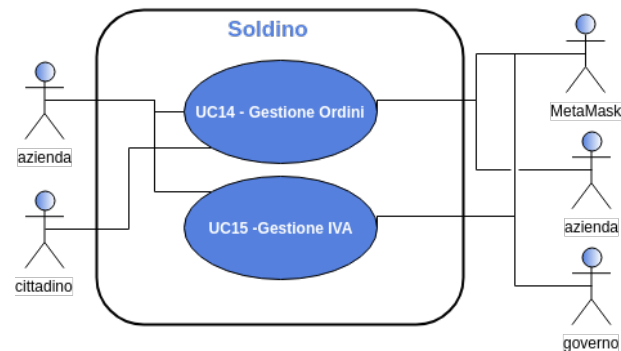 Soldino
azienda
UC14 - Gestione Ordini
MetaMask
cittadino
UC15 -Gestione IVA
azienda
governo